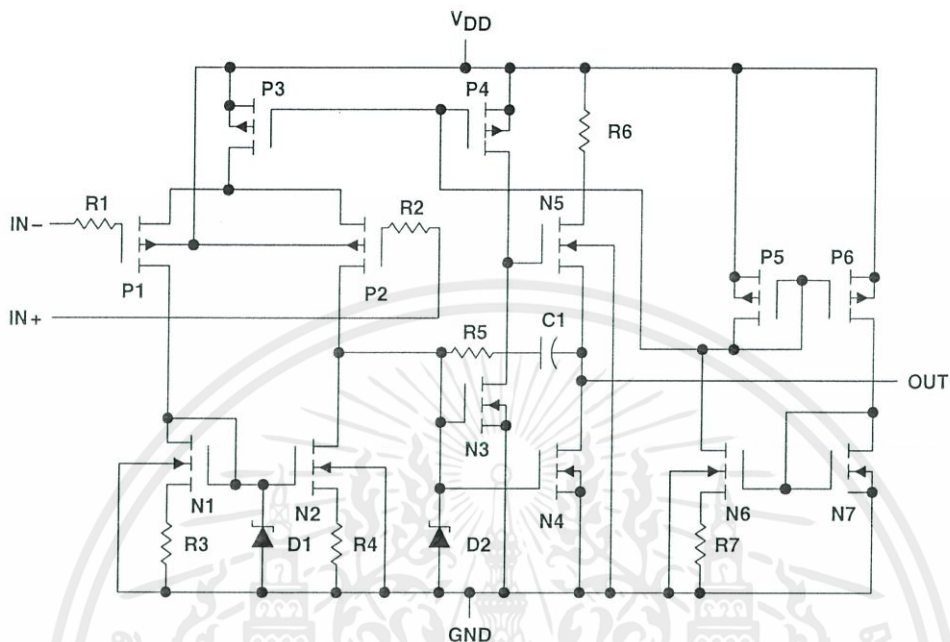 VDD
P3
P4
R6
R1
R2
N5
IN−
P5
P6
P1
P2
IN+
R5
C1
OUT
N3
N1
N2
N4
N6
N7
R3
D1
R4
D2
R7
GND